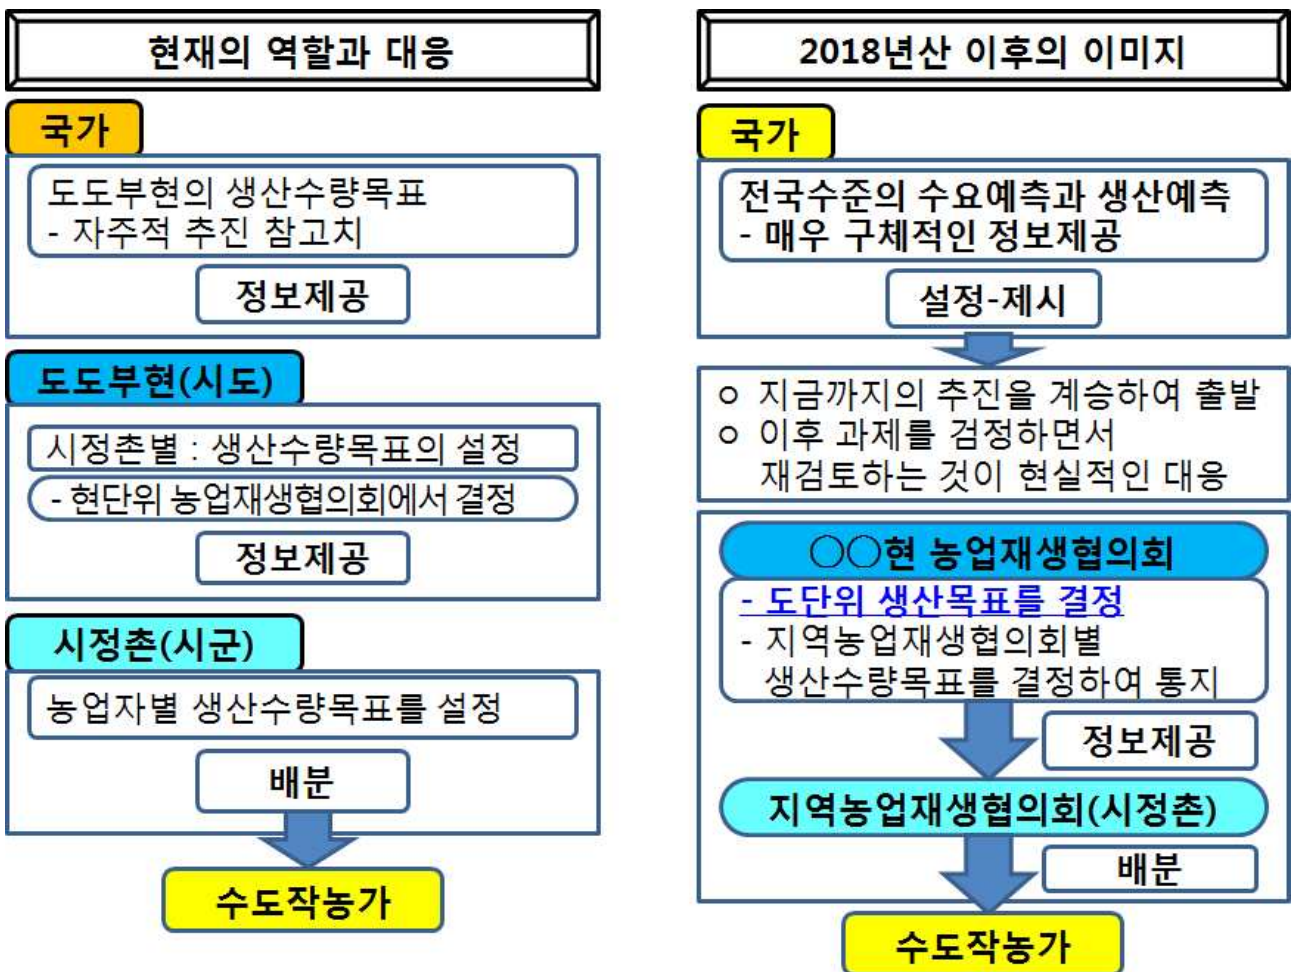 현재의 역할과 대응
국가
도도부현의 생산수량목표
- 자주적 추진 참고치
정보제공
도도부현(시도)
시정촌별 : 생산수량목표의 설정
- 현단위 농업재생협의회에서 결정
정보제공
시정촌(시군)
농업자별 생산수량목표를 설정
배분
수도작농가
2018년산 이후의 이미지
국가
전국수준의 수요예측과 생산예측
- 매우 구체적인 정보제공
설정-제시
○ 지금까지의 추진을 계승하여 출발
○ 이후 과제를 검정하면서
재검토하는 것이 현실적인 대응
○○현 농업재생협의회
- 도단위 생산목표를 결정
- 지역농업재생협의회별
생산수량목표를 결정하여 통지
정보제공
지역농업재생협의회(시정촌)
배분
수도작농가